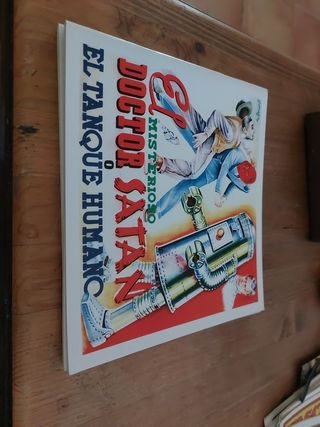 El
MISTERIOSO
DOCTOR SATAN
O
EL TANQUE HUMANO